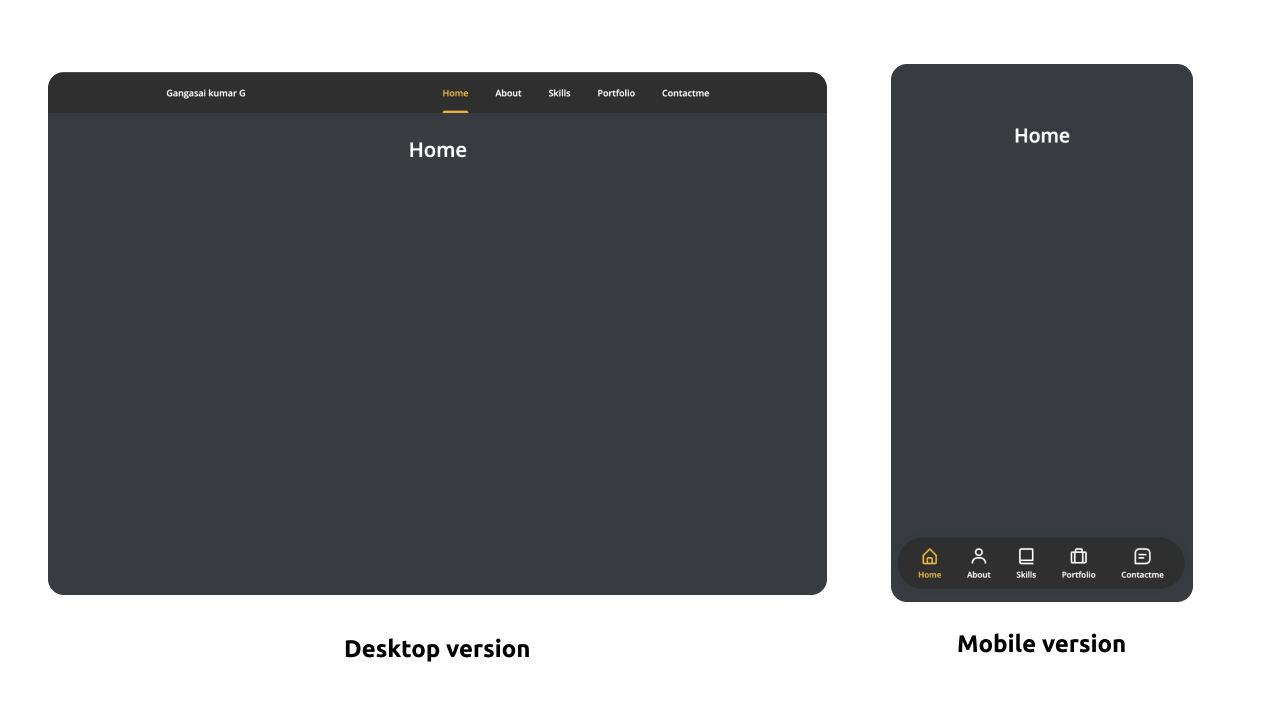 Gangasai kumar G Home About Skills Portfolio Contactme
Home
Desktop version
Home
Home About Skills Portfolio Contactme
Mobile version